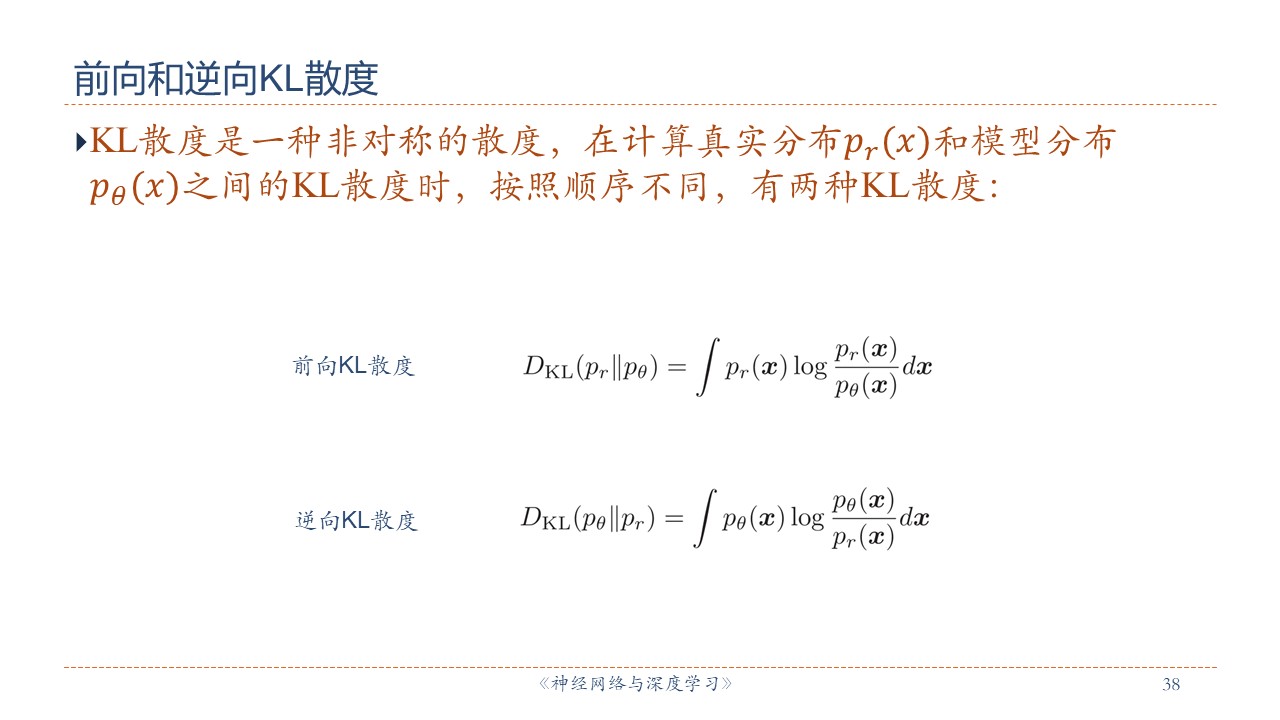 前向和逆向KL散度
▸KL散度是一种非对称的散度，在计算真实分布$p_r(x)$和模型分布
$p_\theta(x)$之间的KL散度时，按照顺序不同，有两种KL散度：
前向KL散度 $D_{\mathrm{KL}}(p_r \| p_\theta) = \int p_r(\boldsymbol{x}) \log \frac{p_r(\boldsymbol{x})}{p_\theta(\boldsymbol{x})} d\boldsymbol{x}$
逆向KL散度 $D_{\mathrm{KL}}(p_\theta \| p_r) = \int p_\theta(\boldsymbol{x}) \log \frac{p_\theta(\boldsymbol{x})}{p_r(\boldsymbol{x})} d\boldsymbol{x}$
《神经网络与深度学习》 38